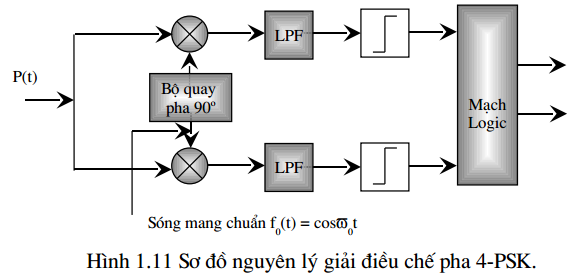 P(t)
LPF
Bộ quay
pha 90º
Mạch
Logic
LPF
Sóng mang chuẩn f₀(t) = cosϖ₀t
Hình 1.11 Sơ đồ nguyên lý giải điều chế pha 4-PSK.